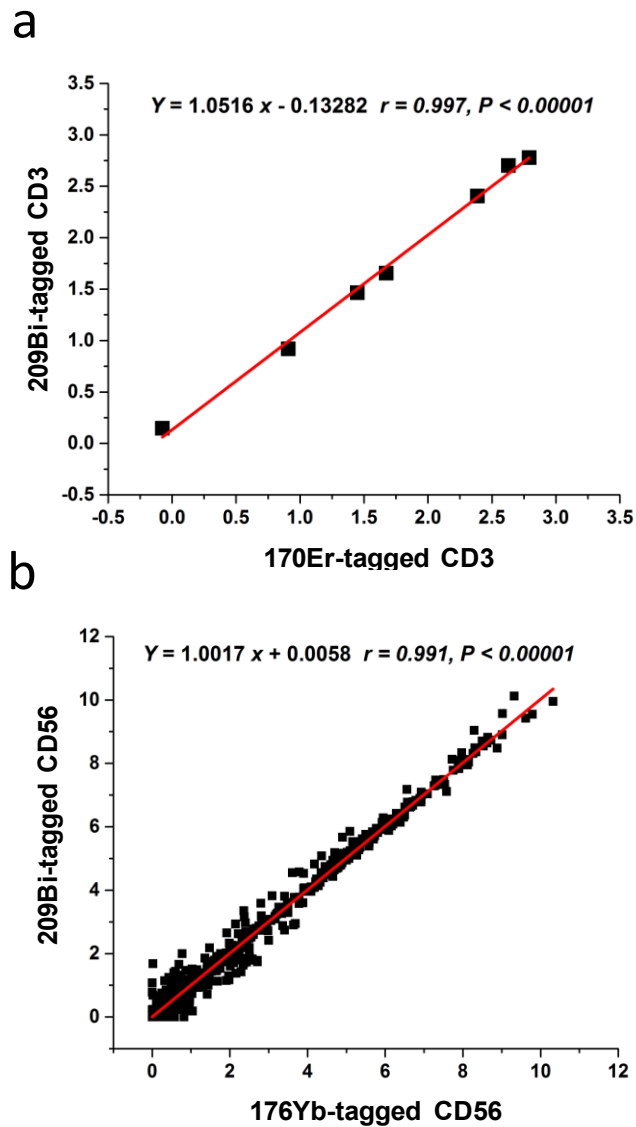 a
Y = 1.0516 x - 0.13282 r = 0.997, P < 0.00001
3.5
3.0
2.5
2.0
1.5
1.0
0.5
0.0
-0.5
209Bi-tagged CD3
-0.5 0.0 0.5 1.0 1.5 2.0 2.5 3.0 3.5
170Er-tagged CD3
b
Y = 1.0017 x + 0.0058 r = 0.991, P < 0.00001
12
10
8
6
4
2
0
209Bi-tagged CD56
0 2 4 6 8 10 12
176Yb-tagged CD56